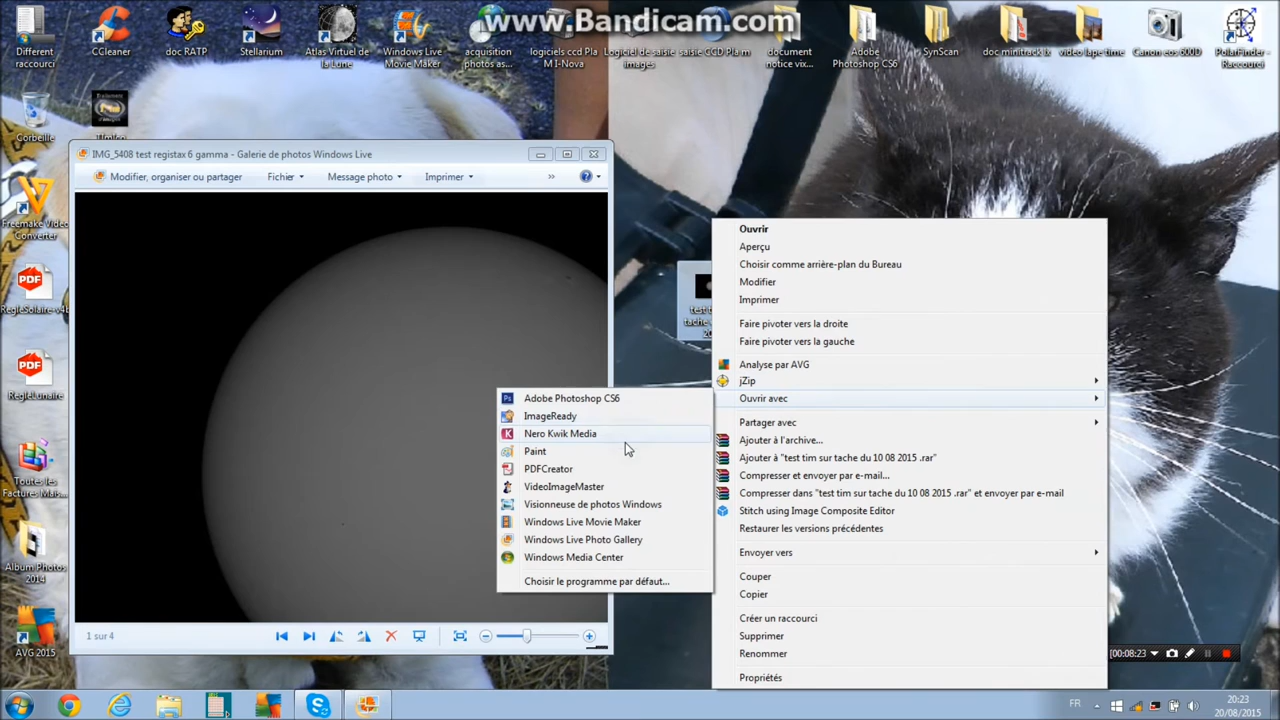 www.Bandicam.com
Different
raccourci
CCleaner
doc RATP
Stellarium
Atlas Virtuel de
la Lune
Windows Live
Movie Maker
acquisition
photos as...
logiciels ccd Pla
M I-Nova
Logiciel de saisie
images
saisie CCD Pla m
document
notice vix...
Adobe
Photoshop CS6
SynScan
doc minitrack lx
video lape time
Canon eos 600D
PolarFinder -
Raccourci
Corbeille
Freemake Video
Converter
PDF
RegleSolaire-v4b
PDF
RegleLunaire
Toutes les
Factures; Mais...
Album Photos
2014
AVG 2015
IMG_5408 test registax 6 gamma - Galerie de photos Windows Live
Modifier, organiser ou partager
Fichier
Message photo
Imprimer
»
1 sur 4
Ouvrir
Aperçu
Choisir comme arrière-plan du Bureau
Modifier
Imprimer
Faire pivoter vers la droite
Faire pivoter vers la gauche
Analyse par AVG
jZip
Ouvrir avec
Partager avec
Ajouter à l'archive...
Ajouter à "test tim sur tache du 10 08 2015 .rar"
Compresser et envoyer par e-mail...
Compresser dans "test tim sur tache du 10 08 2015 .rar" et envoyer par e-mail
Stitch using Image Composite Editor
Restaurer les versions précédentes
Envoyer vers
Couper
Copier
Créer un raccourci
Supprimer
Renommer
Propriétés
Adobe Photoshop CS6
ImageReady
Nero Kwik Media
Paint
PDFCreator
VideoImageMaster
Visionneuse de photos Windows
Windows Live Movie Maker
Windows Live Photo Gallery
Windows Media Center
Choisir le programme par défaut...
[00:08:23]
FR
20:23
20/08/2015